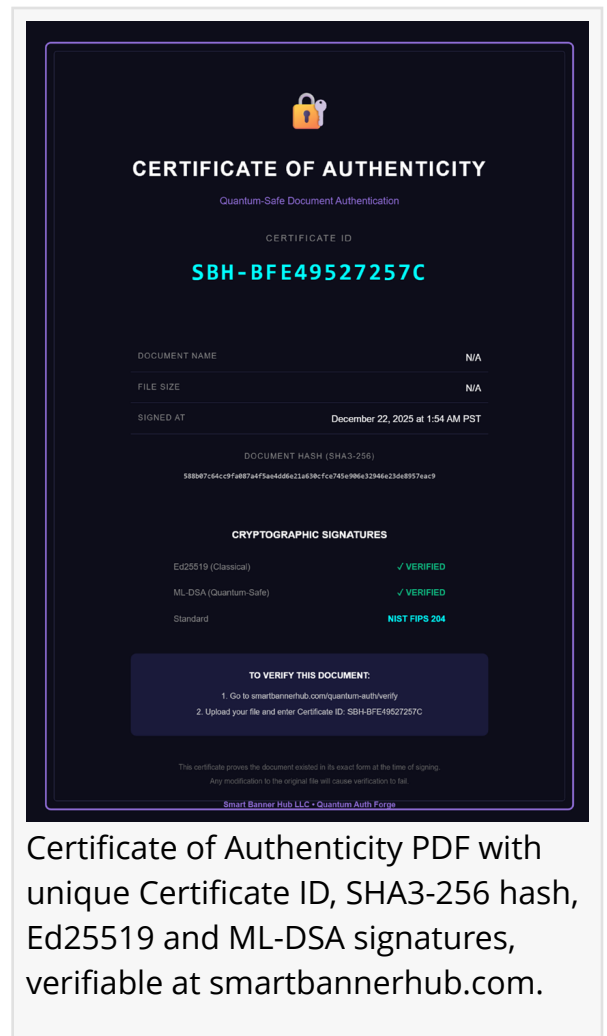 CERTIFICATE OF AUTHENTICITY
Quantum-Safe Document Authentication
CERTIFICATE ID
SBH-BFE49527257C
DOCUMENT NAME N/A
FILE SIZE N/A
SIGNED AT December 22, 2025 at 1:54 AM PST
DOCUMENT HASH (SHA3-256)
588b07c64cc9fa087a4f5ae4dd6e21a630cfce745e906e32946e23de8957eac9
CRYPTOGRAPHIC SIGNATURES
Ed25519 (Classical) ✓ VERIFIED
ML-DSA (Quantum-Safe) ✓ VERIFIED
Standard NIST FIPS 204
TO VERIFY THIS DOCUMENT:
1. Go to smartbannerhub.com/quantum-auth/verify
2. Upload your file and enter Certificate ID: SBH-BFE49527257C
This certificate proves the document existed in its exact form at the time of signing.
Any modification to the original file will cause verification to fail.
Smart Banner Hub LLC • Quantum Auth Forge
Certificate of Authenticity PDF with
unique Certificate ID, SHA3-256 hash,
Ed25519 and ML-DSA signatures,
verifiable at smartbannerhub.com.